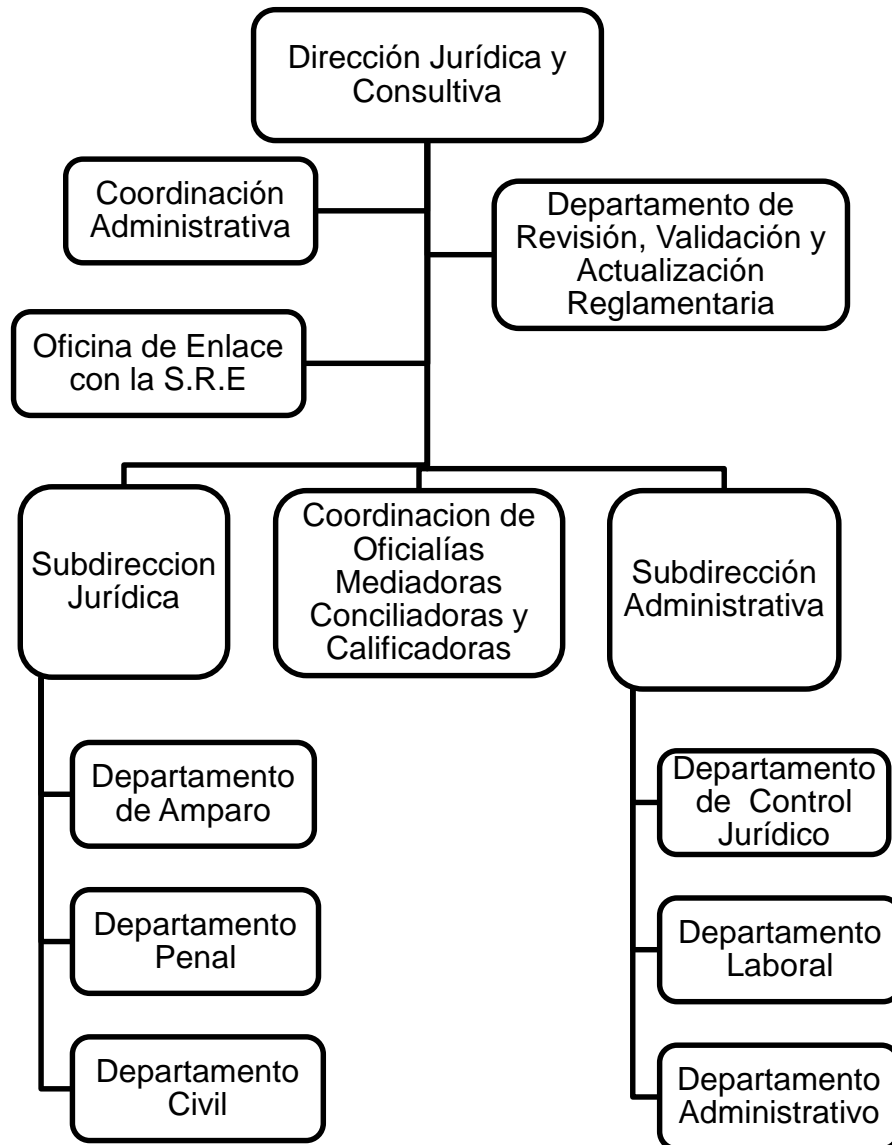 Dirección Jurídica y
Consultiva
Coordinación
Administrativa
Departamento de
Revisión, Validación y
Actualización
Reglamentaria
Oficina de Enlace
con la S.R.E
Subdireccion
Jurídica
Coordinacion de
Oficialías
Mediadoras
Conciliadoras y
Calificadoras
Subdirección
Administrativa
Departamento
de Amparo
Departamento
Penal
Departamento
Civil
Departamento
de Control
Jurídico
Departamento
Laboral
Departamento
Administrativo